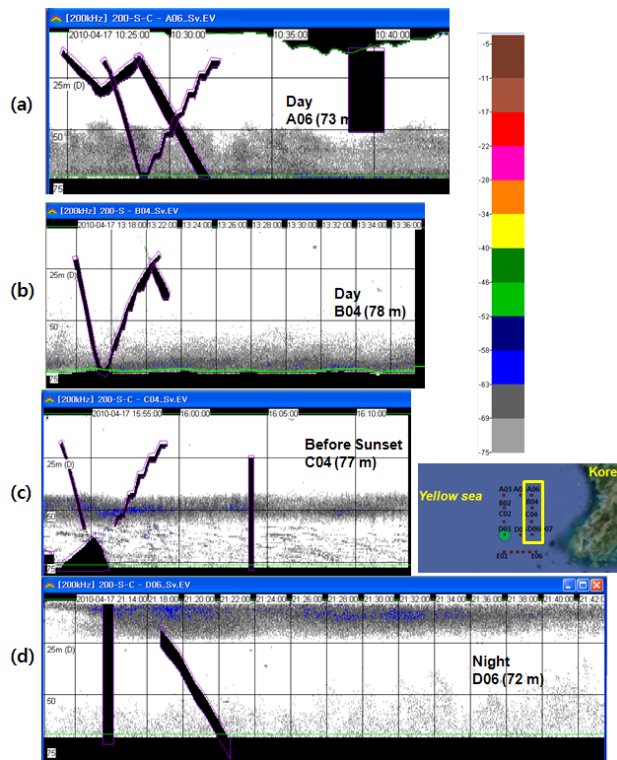 [200kHz] 200-S-C - A06_Sv.EV
2010-04-17 10:25:00 10:30:00 10:35:00 10:40:00
25m (D)
(a)
Day
A06 (73 m
50
75
[200kHz] 200-S - B04_Sv.EV
2010-04-17 13:18:00 13:22:00 13:24:00 13:26:00 13:28:00 13:30:00 13:32:00 13:34:00 13:36:00
25m (D)
(b)
Day
B04 (78 m)
50
75
[200kHz] 200-S-C - C04_Sv.EV
2010-04-17 15:55:00 16:00:00 16:05:00 16:10:00
Before Sunset
C04 (77 m)
25m (D)
(c)
50
75
[200kHz] 200-S-C - D06_Sv.EV
2010-04-17 21:14:00 21:18:00 21:20:00 21:22:00 21:24:00 21:26:00 21:28:00 21:30:00 21:32:00 21:34:00 21:36:00 21:38:00 21:40:00 21:42:00
25m (D)
(d)
Night
D06 (72 m)
50
75
-5
-11
-17
-22
-28
-34
-40
-46
-52
-57
-63
-69
-75
Kore
Yellow sea
A03 A0 A06
B02 B04
C02 C04
D03 D0 D06 D07
E01 E06